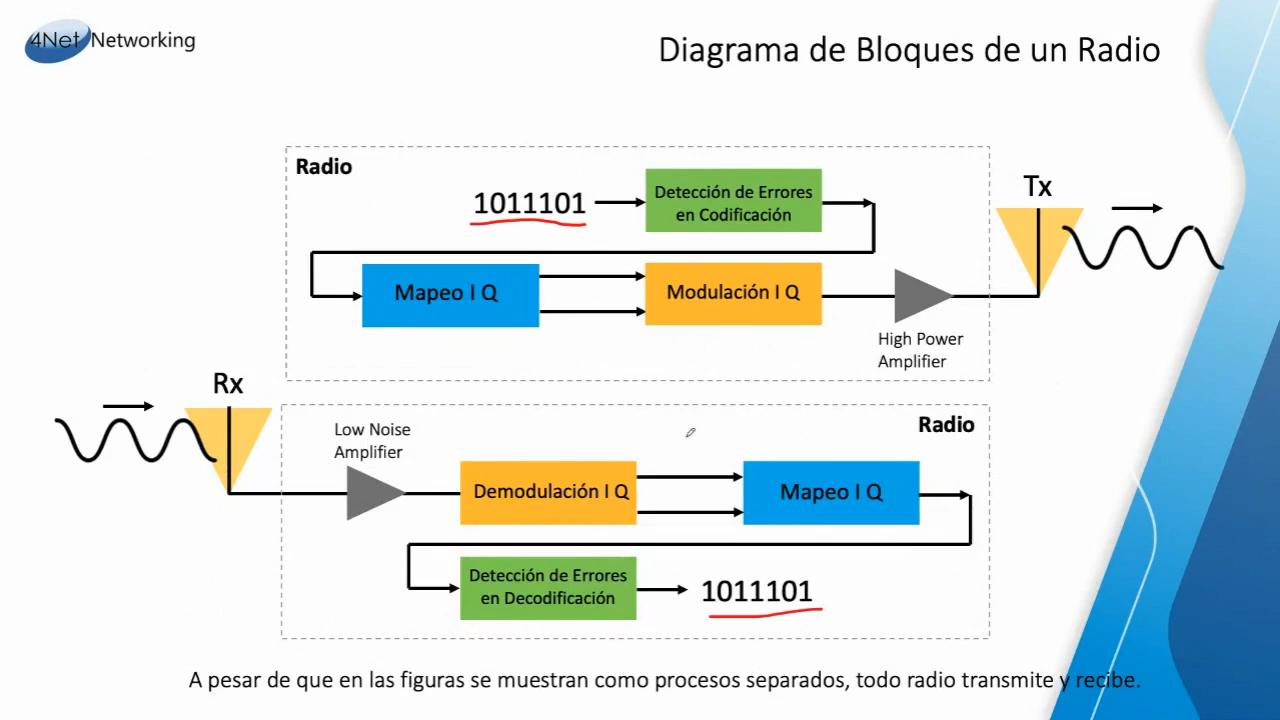 4Net Networking
Diagrama de Bloques de un Radio
Radio
1011101
Detección de Errores
en Codificación
Tx
Mapeo I Q
Modulación I Q
High Power
Amplifier
Rx
Radio
Low Noise
Amplifier
Demodulación I Q
Mapeo I Q
Detección de Errores
en Decodificación
1011101
A pesar de que en las figuras se muestran como procesos separados, todo radio transmite y recibe.